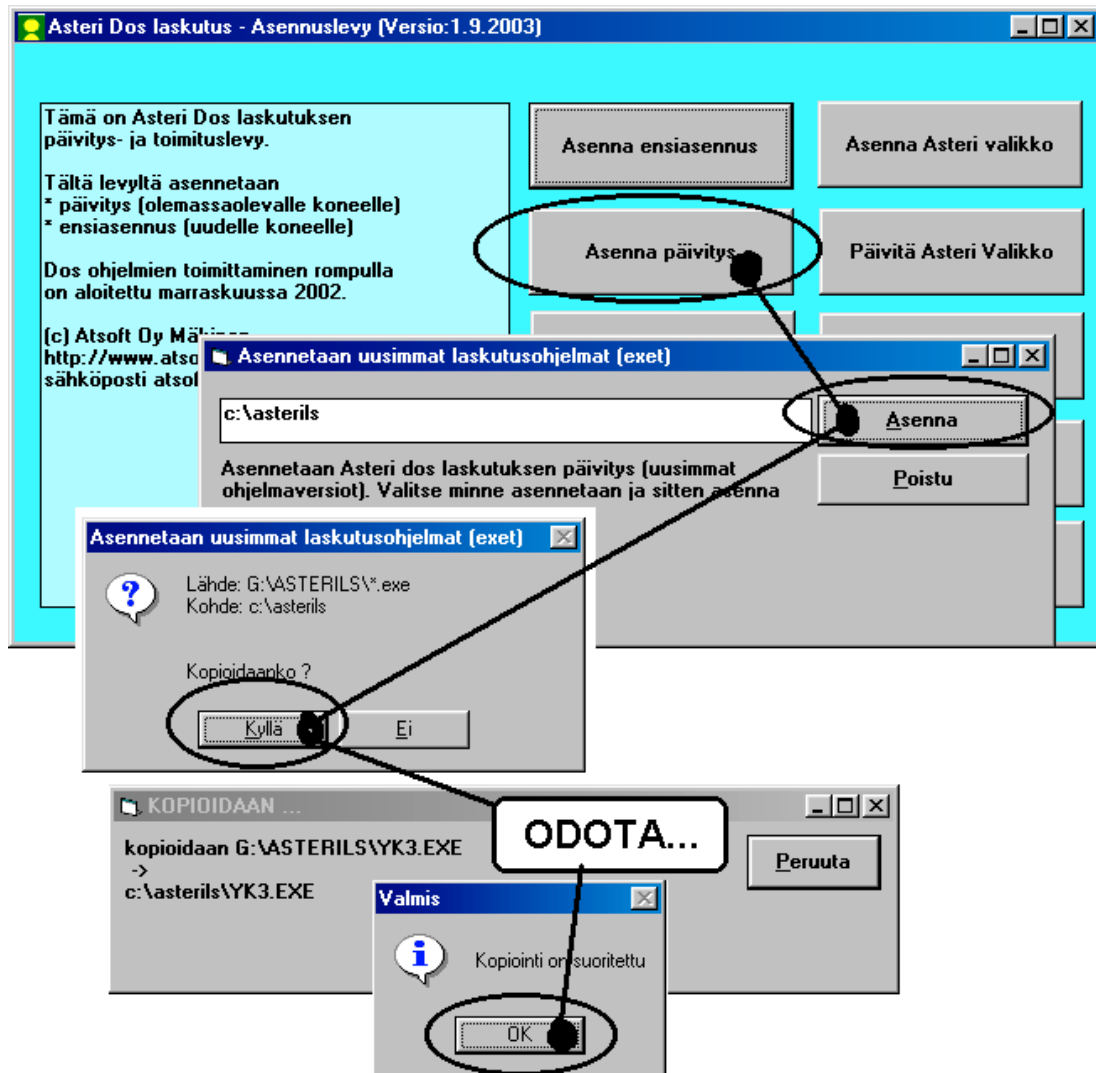 Asteri Dos laskutus - Asennuslevy (Versio:1.9.2003)
Tämä on Asteri Dos laskutuksen
päivitys- ja toimituslevy.
Tältä levyltä asennetaan
* päivitys (olemassaolevalle koneelle)
* ensiasennus (uudelle koneelle)
Dos ohjelmien toimittaminen rompulla
on aloitettu marraskuussa 2002.
(c) Atsoft Oy Mäkinen
http://www.atso
sähköposti atsof
Asenna ensiasennus
Asenna Asteri valikko
Asenna päivitys
Päivitä Asteri Valikko
Asennetaan uusimmat laskutusohjelmat (exet)
c:\asterils
Asenna
Asennetaan Asteri dos laskutuksen päivitys (uusimmat
ohjelmaversiot). Valitse minne asennetaan ja sitten asenna
Poistu
Asennetaan uusimmat laskutusohjelmat (exet)
Lähde: G:\ASTERILS\*.exe
Kohde: c:\asterils
Kopioidaanko ?
Kyllä
Ei
KOPIOIDAAN ...
kopioidaan G:\ASTERILS\YK3.EXE
->
c:\asterils\YK3.EXE
ODOTA...
Peruuta
Valmis
Kopiointi on suoritettu
OK